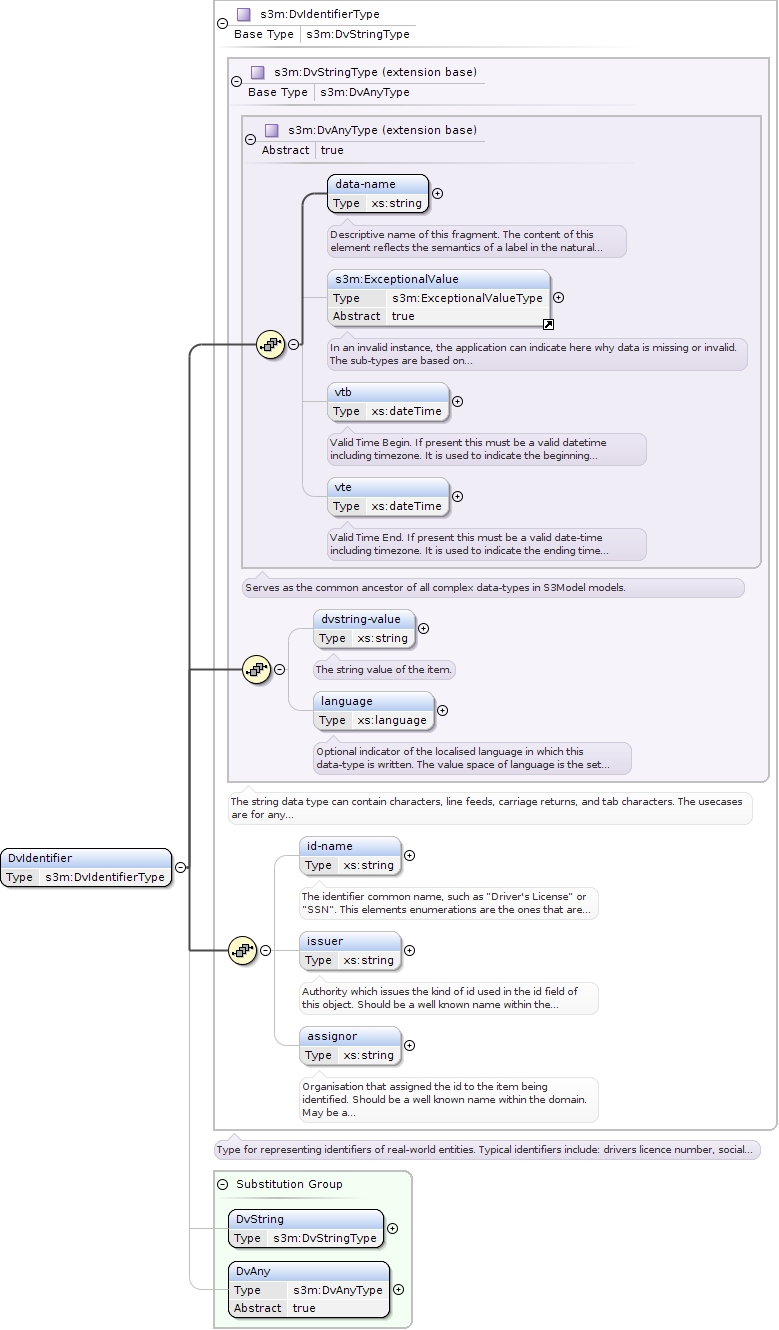 s3m:DvIdentifierType
Base Type s3m:DvStringType
s3m:DvStringType (extension base)
Base Type s3m:DvAnyType
s3m:DvAnyType (extension base)
Abstract true
data-name
Type xs:string
Descriptive name of this fragment. The content of this
element reflects the semantics of a label in the natural...
s3m:ExceptionalValue
Type s3m:ExceptionalValueType
Abstract true
In an invalid instance, the application can indicate here why data is missing or invalid.
The sub-types are based on...
vtb
Type xs:dateTime
Valid Time Begin. If present this must be a valid datetime
including timezone. It is used to indicate the beginning...
vte
Type xs:dateTime
Valid Time End. If present this must be a valid date-time
including timezone. It is used to indicate the ending time...
Serves as the common ancestor of all complex data-types in S3Model models.
dvstring-value
Type xs:string
The string value of the item.
language
Type xs:language
Optional indicator of the localised language in which this
data-type is written. The value space of language is the set...
The string data type can contain characters, line feeds, carriage returns, and tab characters. The usecases
are for any...
DvIdentifier
Type s3m:DvIdentifierType
id-name
Type xs:string
The identifier common name, such as "Driver's License" or
"SSN". This elements enumerations are the ones that are...
issuer
Type xs:string
Authority which issues the kind of id used in the id field of
this object. Should be a well known name within the...
assignor
Type xs:string
Organisation that assigned the id to the item being
identified. Should be a well known name within the domain.
May be a...
Type for representing identifiers of real-world entities. Typical identifiers include: drivers licence number, social...
Substitution Group
DvString
Type s3m:DvStringType
DvAny
Type s3m:DvAnyType
Abstract true